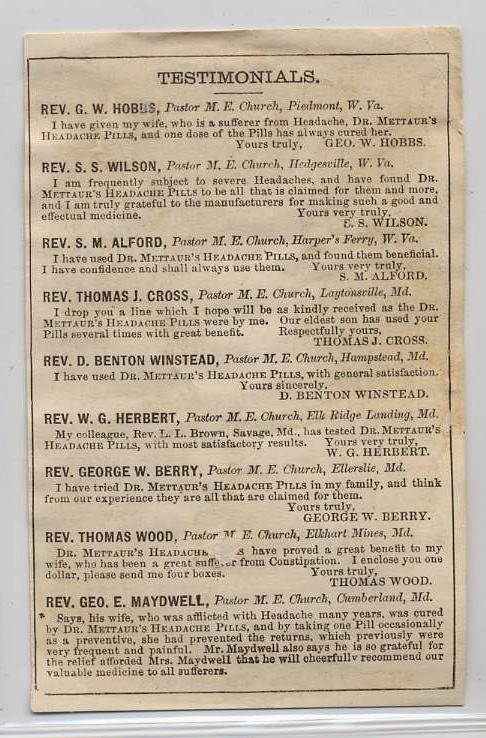 TESTIMONIALS.
REV. G. W. HOBBS, Pastor M. E. Church, Piedmont, W. Va.
I have given my wife, who is a sufferer from Headache, DR. METTAUR'S
HEADACHE PILLS, and one dose of the Pills has always cured her.
Yours truly, GEO. W. HOBBS.
REV. S. S. WILSON, Pastor M. E. Church, Hedgesville, W. Va.
I am frequently subject to severe Headaches, and have found DR.
METTAUR'S HEADACHE PILLS to be all that is claimed for them and more,
and I am truly grateful to the manufacturers for making such a good and
effectual medicine. Yours very truly,
S. S. WILSON.
REV. S. M. ALFORD, Pastor M. E. Church, Harper's Ferry, W. Va.
I have used DR. METTAUR'S HEADACHE PILLS, and found them beneficial.
I have confidence and shall always use them. Yours very truly,
S. M. ALFORD.
REV. THOMAS J. CROSS, Pastor M. E. Church, Laytonsville, Md.
I drop you a line which I hope will be as kindly received as the DR.
METTAUR'S HEADACHE PILLS were by me. Our eldest son has used your
Pills several times with great benefit. Respectfully yours,
THOMAS J. CROSS.
REV. D. BENTON WINSTEAD, Pastor M. E. Church, Hampstead, Md.
I have used DR. METTAUR'S HEADACHE PILLS, with general satisfaction.
Yours sincerely,
D. BENTON WINSTEAD.
REV. W. G. HERBERT, Pastor M. E. Church, Elk Ridge Landing, Md.
My colleague, Rev. L. L. Brown, Savage, Md., has tested DR. METTAUR'S
HEADACHE PILLS, with most satisfactory results. Yours very truly,
W. G. HERBERT.
REV. GEORGE W. BERRY, Pastor M. E. Church, Ellerslie, Md.
I have tried DR. METTAUR'S HEADACHE PILLS in my family, and think
from our experience they are all that are claimed for them.
Yours truly,
GEORGE W. BERRY.
REV. THOMAS WOOD, Pastor M E. Church, Elkhart Mines, Md.
DR. METTAUR'S HEADACHE S have proved a great benefit to my
wife, who has been a great sufferer from Constipation. I enclose you one
dollar, please send me four boxes. Yours truly,
THOMAS WOOD.
REV. GEO. E. MAYDWELL, Pastor M. E. Church, Cumberland, Md.
Says, his wife, who was afflicted with Headache many years, was cured
by DR. METTAUR'S HEADACHE PILLS, and by taking one Pill occasionally
as a preventive, she had prevented the returns, which previously were
very frequent and painful. Mr. Maydwell also says he is so grateful for
the relief afforded Mrs. Maydwell that he will cheerfully recommend our
valuable medicine to all sufferers.